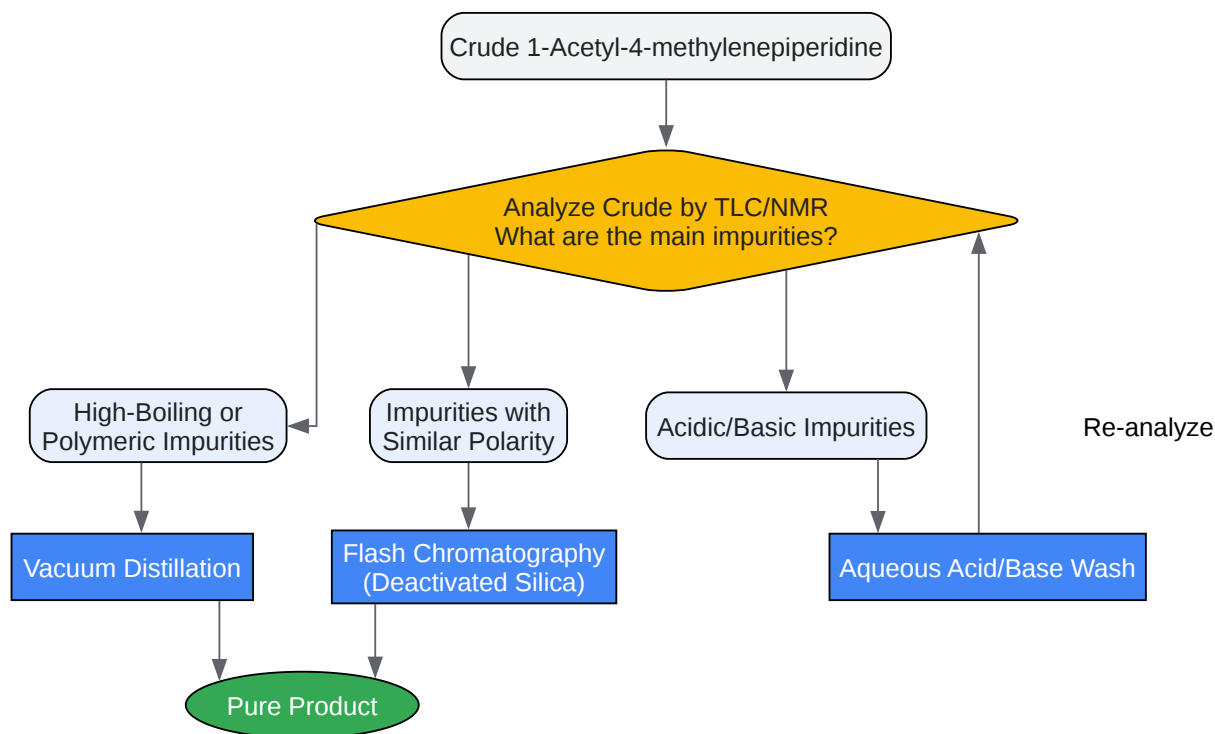 Crude 1-Acetyl-4-methylenepiperidine
Analyze Crude by TLC/NMR
What are the main impurities?
High-Boiling or
Polymeric Impurities
Impurities with
Similar Polarity
Acidic/Basic Impurities
Re-analyze
Vacuum Distillation
Flash Chromatography
(Deactivated Silica)
Aqueous Acid/Base Wash
Pure Product